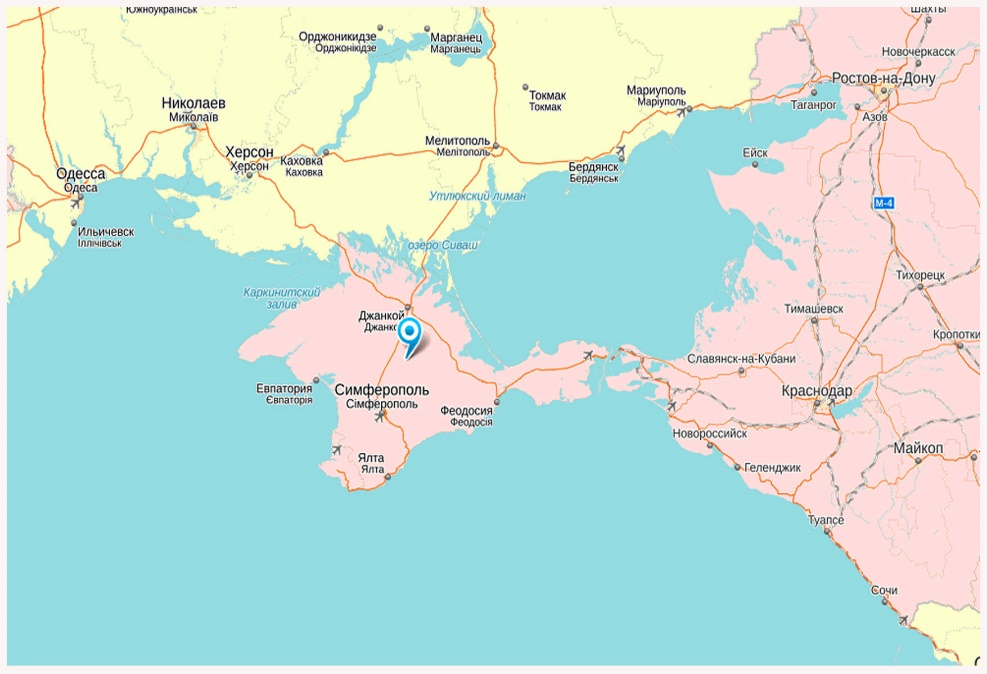 Южноукраїнськ
Шахты
Орджоникидзе
Орджонікідзе
Марганец
Марганець
Новочеркасск
Ростов-на-Дону
Николаев
Миколаїв
Токмак
Токмак
Мариуполь
Маріуполь
Таганрог
Азов
Херсон
Херсон
Каховка
Каховка
Мелитополь
Мелітополь
Бердянск
Бердянськ
Ейск
Одесса
Одеса
Утлюкский лиман
М-4
Ильичевск
Іллічівськ
озеро Сиваш
Тихорецк
Каркинитский
залив
Джанкой
Джанко
Тимашевск
Кропотки
Славянск-на-Кубани
Евпатория
Євпаторія
Симферополь
Сімферополь
Краснодар
Феодосия
Феодосія
Новороссийск
Майкоп
Ялта
Ялта
Геленджик
Туапсе
Сочи